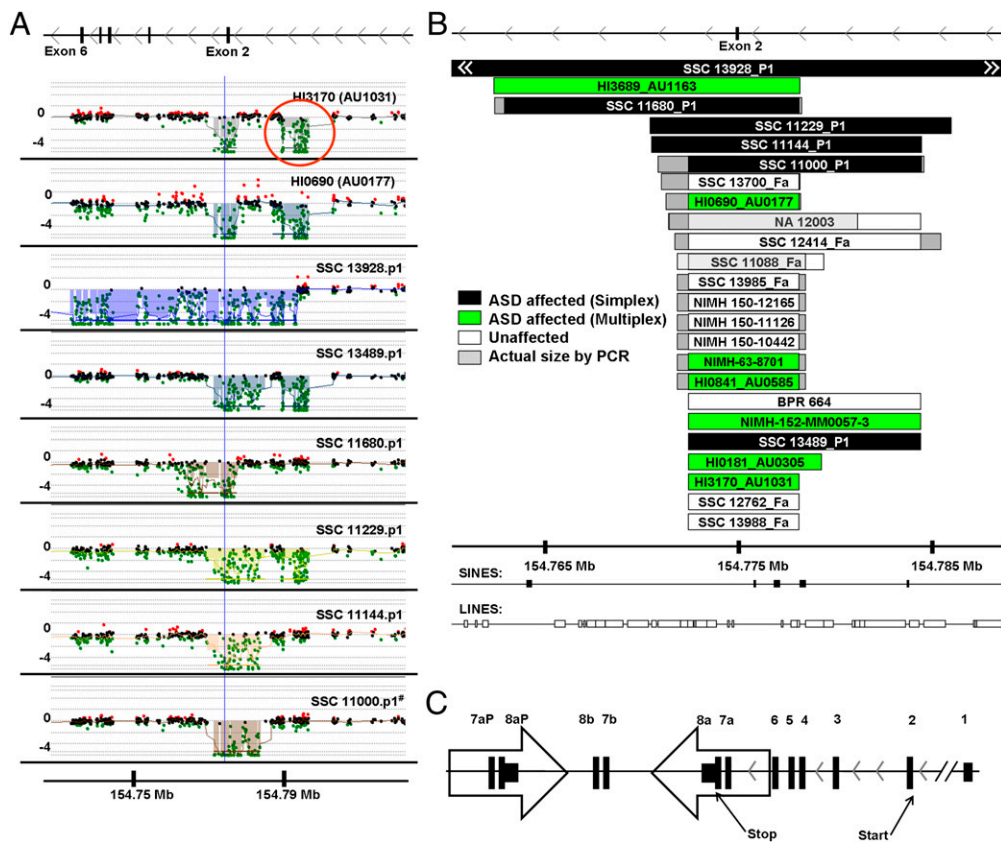 A
Exon 6
Exon 2
0
-4
HI3170 (AU1031)
0
-4
HI0690 (AU0177)
0
-4
SSC 13928.p1
0
-4
SSC 13489.p1
0
-4
SSC 11680.p1
0
-4
SSC 11229.p1
0
-4
SSC 11144.p1
0
-4
SSC 11000.p1#
154.75 Mb
154.79 Mb
B
Exon 2
SSC 13928_P1
HI3689_AU1163
SSC 11680_P1
SSC 11229_P1
SSC 11144_P1
SSC 11000_P1
SSC 13700_Fa
HI0690_AU0177
NA 12003
SSC 12414_Fa
SSC 11088_Fa
SSC 13985_Fa
NIMH 150-12165
NIMH 150-11126
NIMH 150-10442
NIMH-63-8701
HI0841_AU0585
BPR 664
NIMH-152-MM0057-3
SSC 13489_P1
HI0181_AU0305
HI3170_AU1031
SSC 12762_Fa
SSC 13988_Fa
ASD affected (Simplex)
ASD affected (Multiplex)
Unaffected
Actual size by PCR
154.765 Mb
154.775 Mb
154.785 Mb
SINES:
LINES:
C
7aP
8aP
8b
7b
8a
7a
6
5
4
3
2
1
Stop
Start